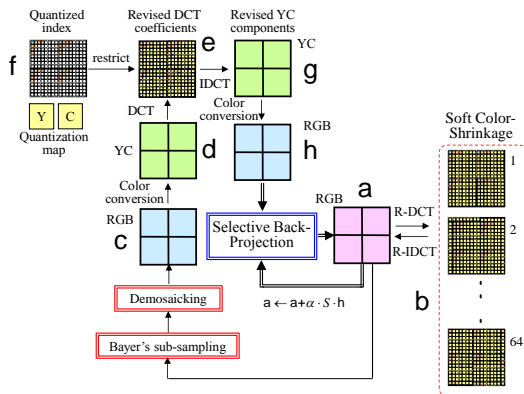 Quantized
index
Revised DCT
coefficients
Revised YC
components
f
restrict
e
IDCT
YC
g
Y
C
Quantization
map
DCT
YC
d
Color
conversion
RGB
h
Color
conversion
RGB
c
Selective Back-
Projection
RGB
a
R-DCT
R-IDCT
Soft Color-
Shrinkage
1
2
b
64
Demosaicking
a ← a+α · S · h
Bayer's sub-sampling